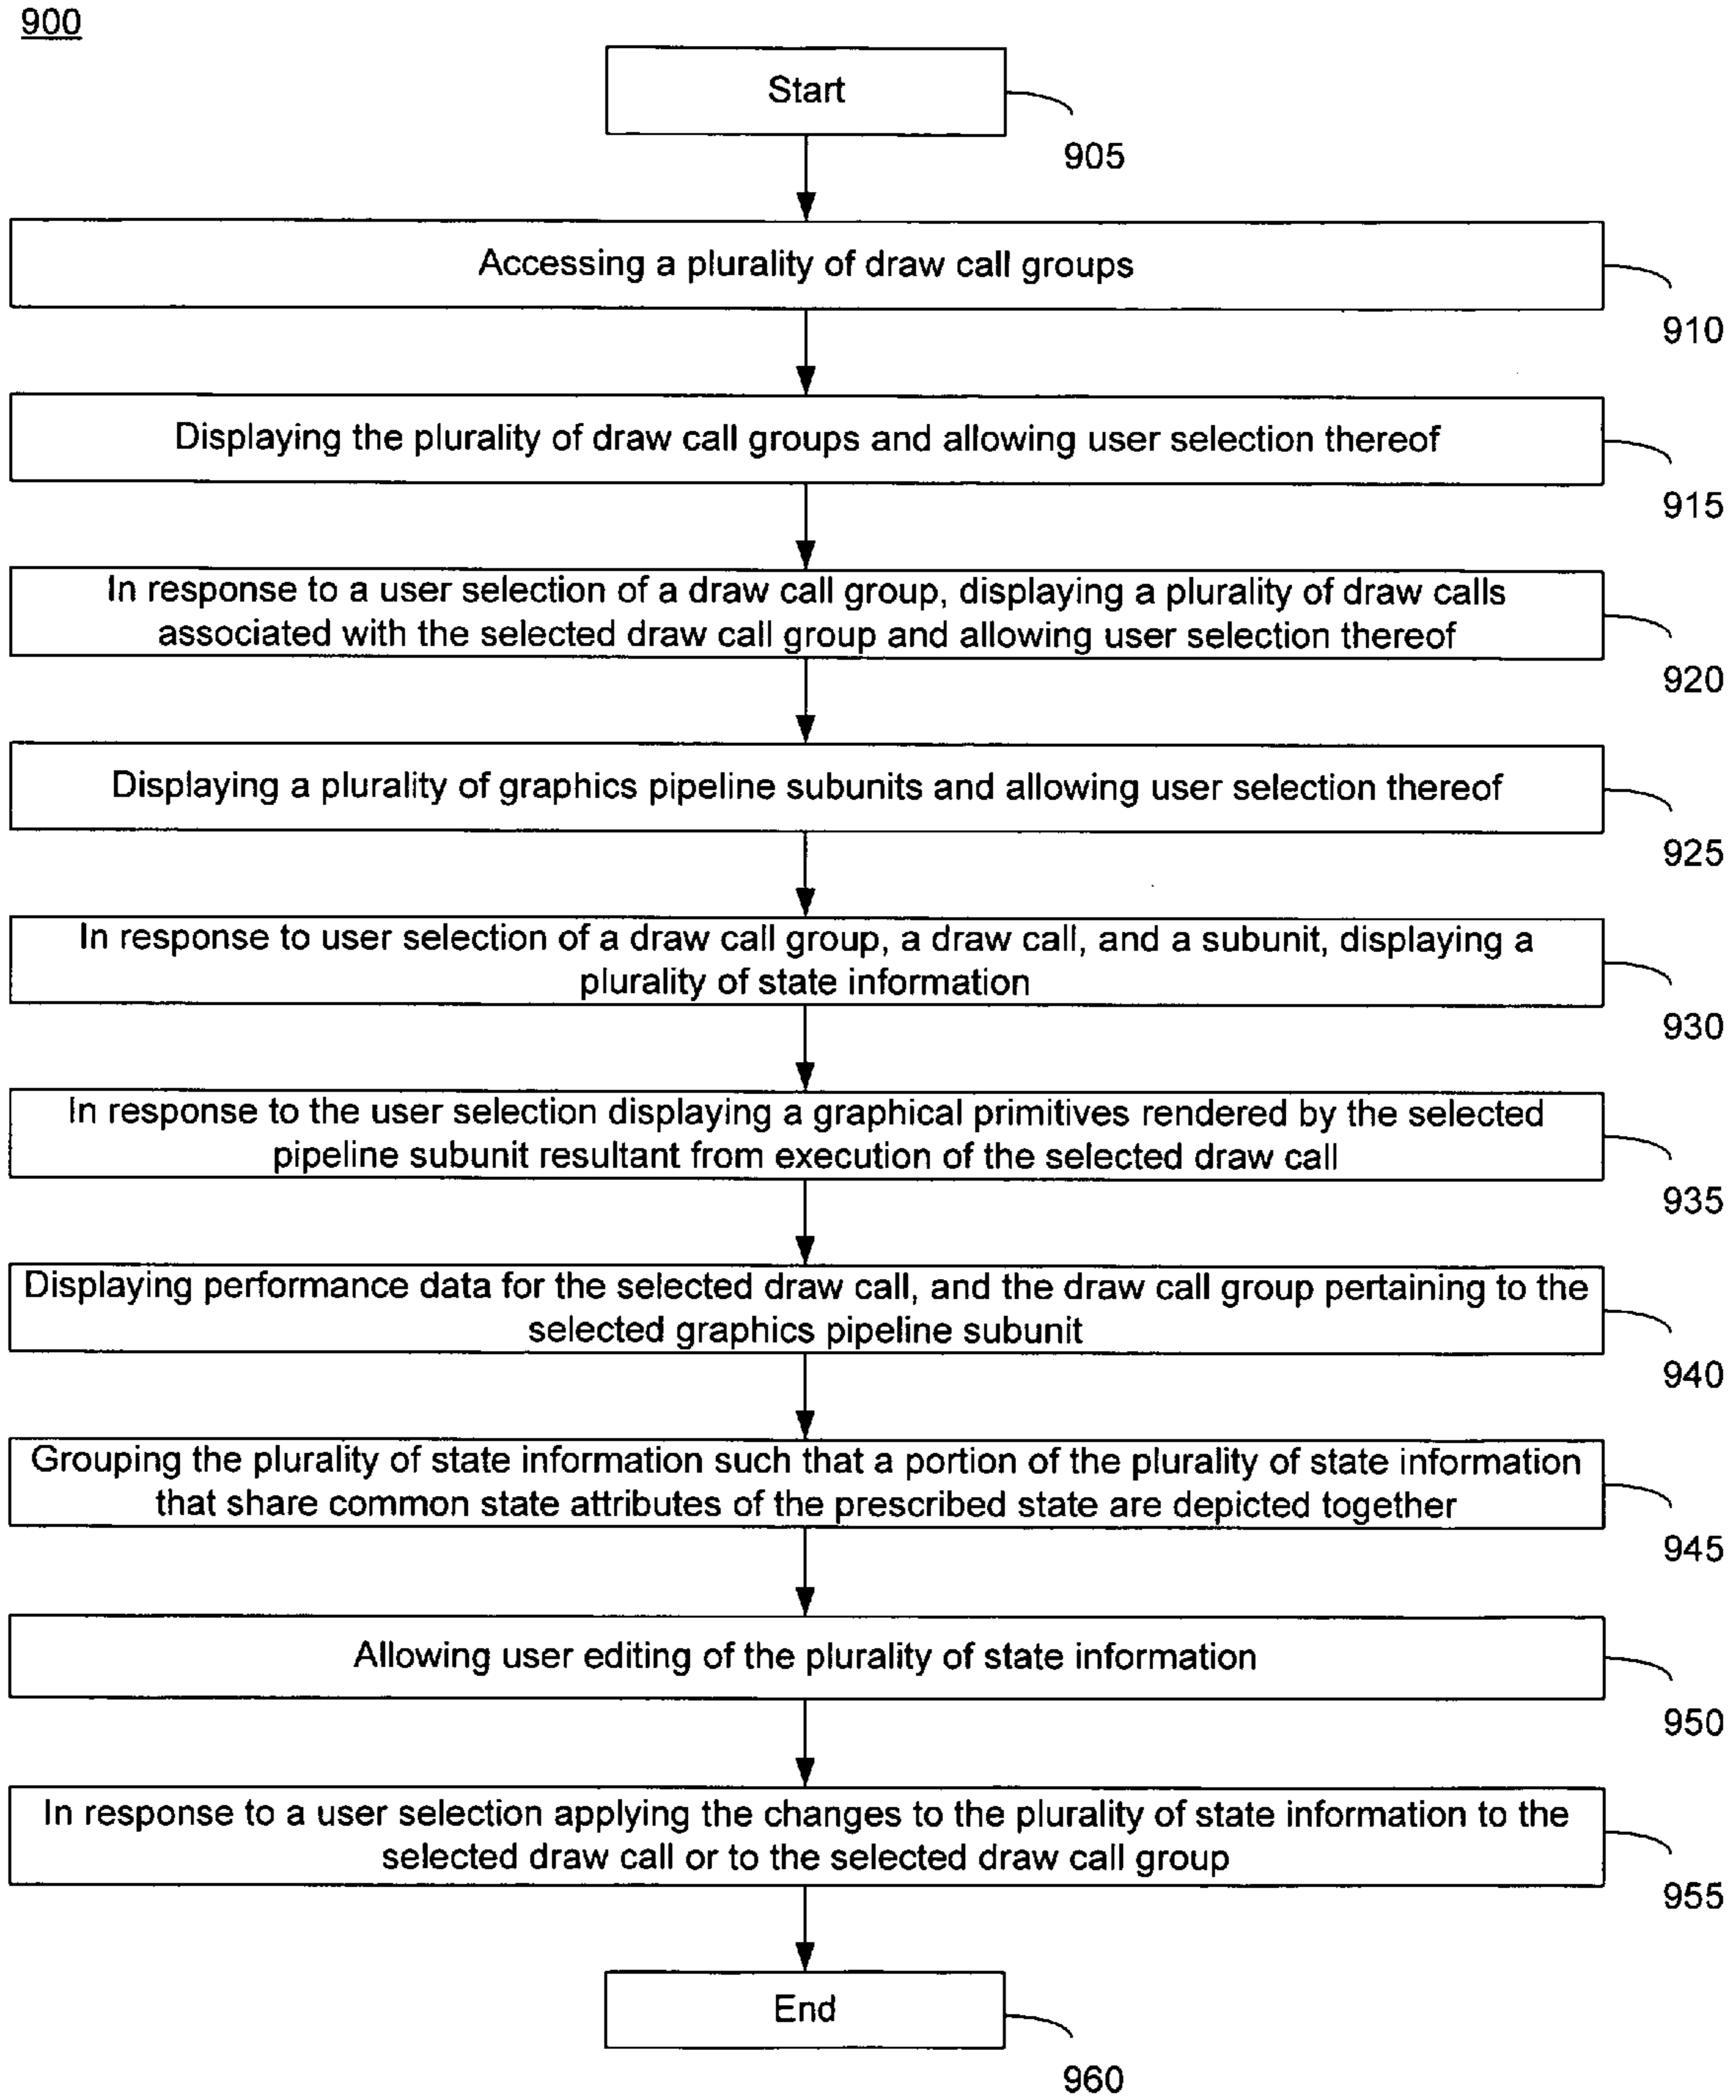 900
Start
905
Accessing a plurality of draw call groups
910
Displaying the plurality of draw call groups and allowing user selection thereof
915
In response to a user selection of a draw call group, displaying a plurality of draw calls
associated with the selected draw call group and allowing user selection thereof
920
Displaying a plurality of graphics pipeline subunits and allowing user selection thereof
925
In response to user selection of a draw call group, a draw call, and a subunit, displaying a
plurality of state information
930
In response to the user selection displaying a graphical primitives rendered by the selected
pipeline subunit resultant from execution of the selected draw call
935
Displaying performance data for the selected draw call, and the draw call group pertaining to the
selected graphics pipeline subunit
940
Grouping the plurality of state information such that a portion of the plurality of state information
that share common state attributes of the prescribed state are depicted together
945
Allowing user editing of the plurality of state information
950
In response to a user selection applying the changes to the plurality of state information to the
selected draw call or to the selected draw call group
955
End
960